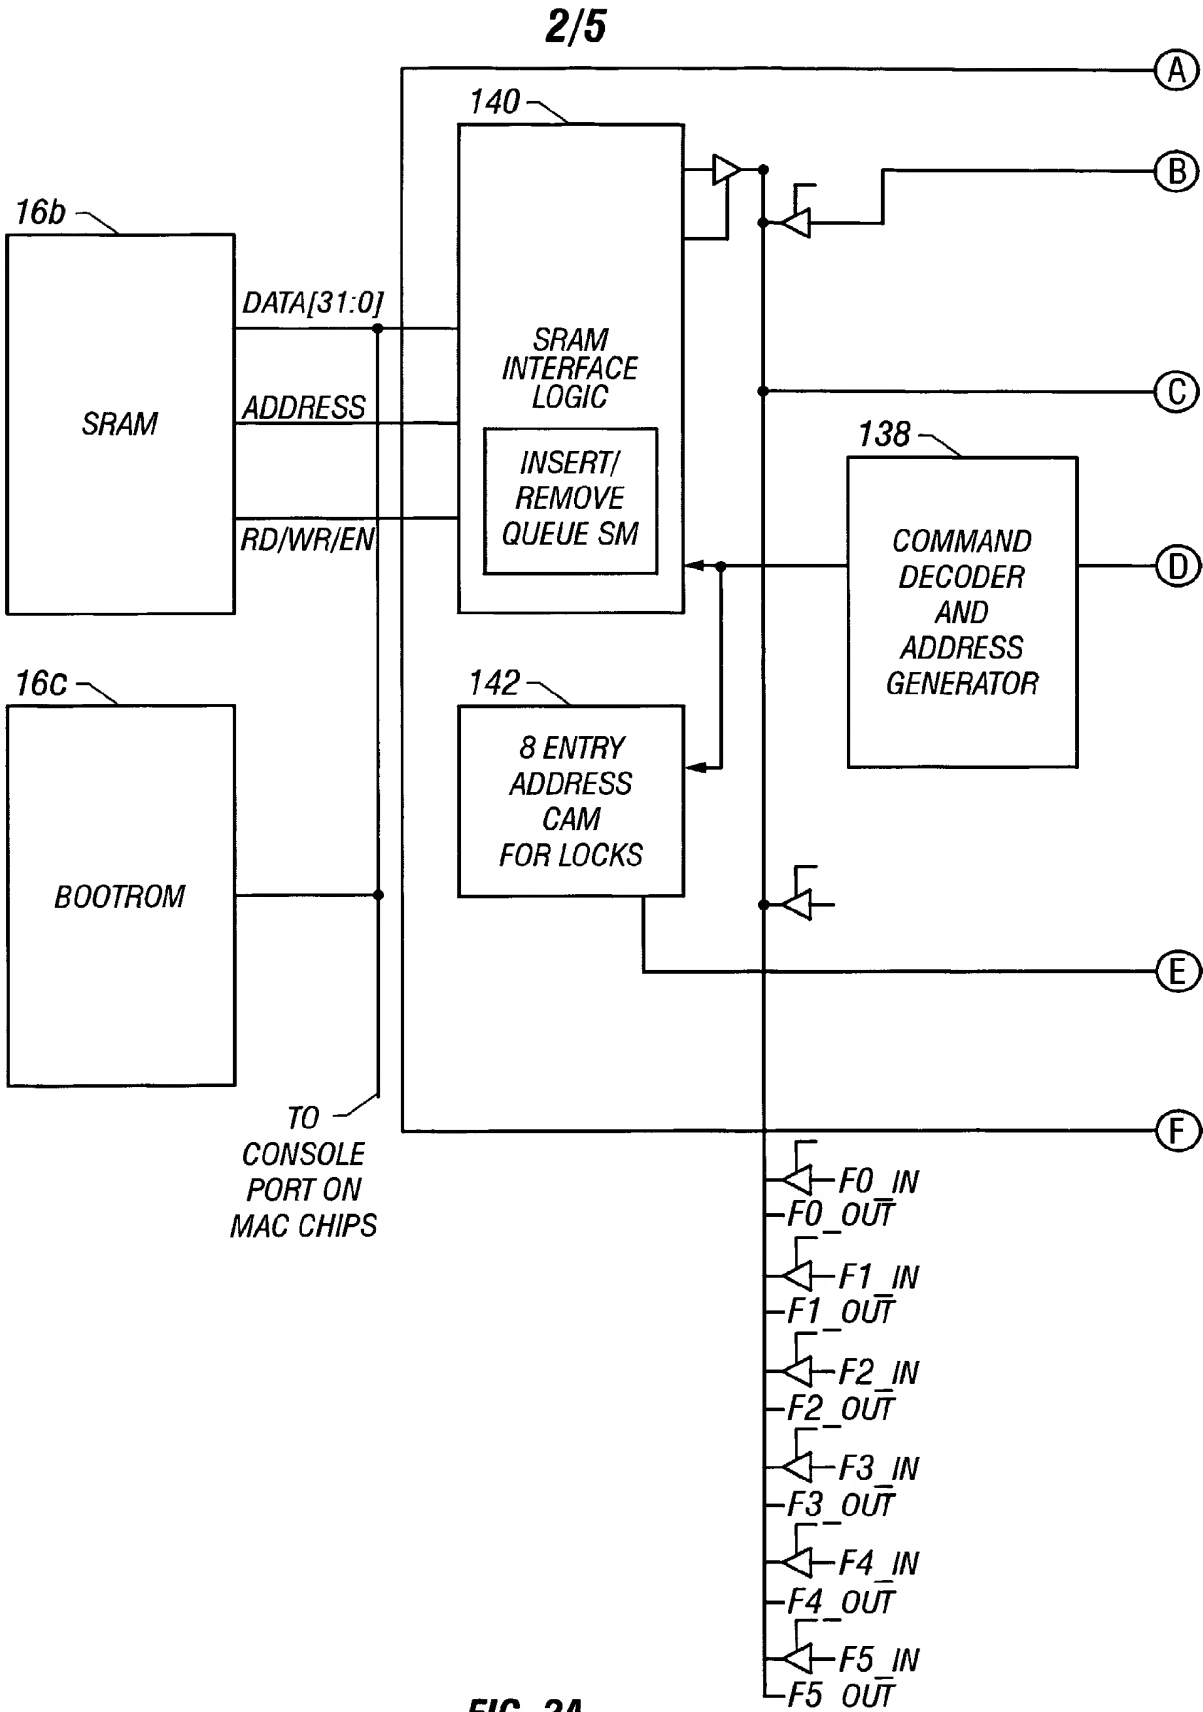 2/5
A
140
B
16b
DATA[31:0]
SRAM
INTERFACE
LOGIC
C
ADDRESS
SRAM
138
INSERT/
REMOVE
QUEUE SM
RD/WR/EN
COMMAND
DECODER
AND
ADDRESS
GENERATOR
D
16c
142
8 ENTRY
ADDRESS
CAM
FOR LOCKS
BOOTROM
E
TO
CONSOLE
PORT ON
MAC CHIPS
F
F0_IN
F0_OUT
F1_IN
F1_OUT
F2_IN
F2_OUT
F3_IN
F3_OUT
F4_IN
F4_OUT
F5_IN
F5_OUT